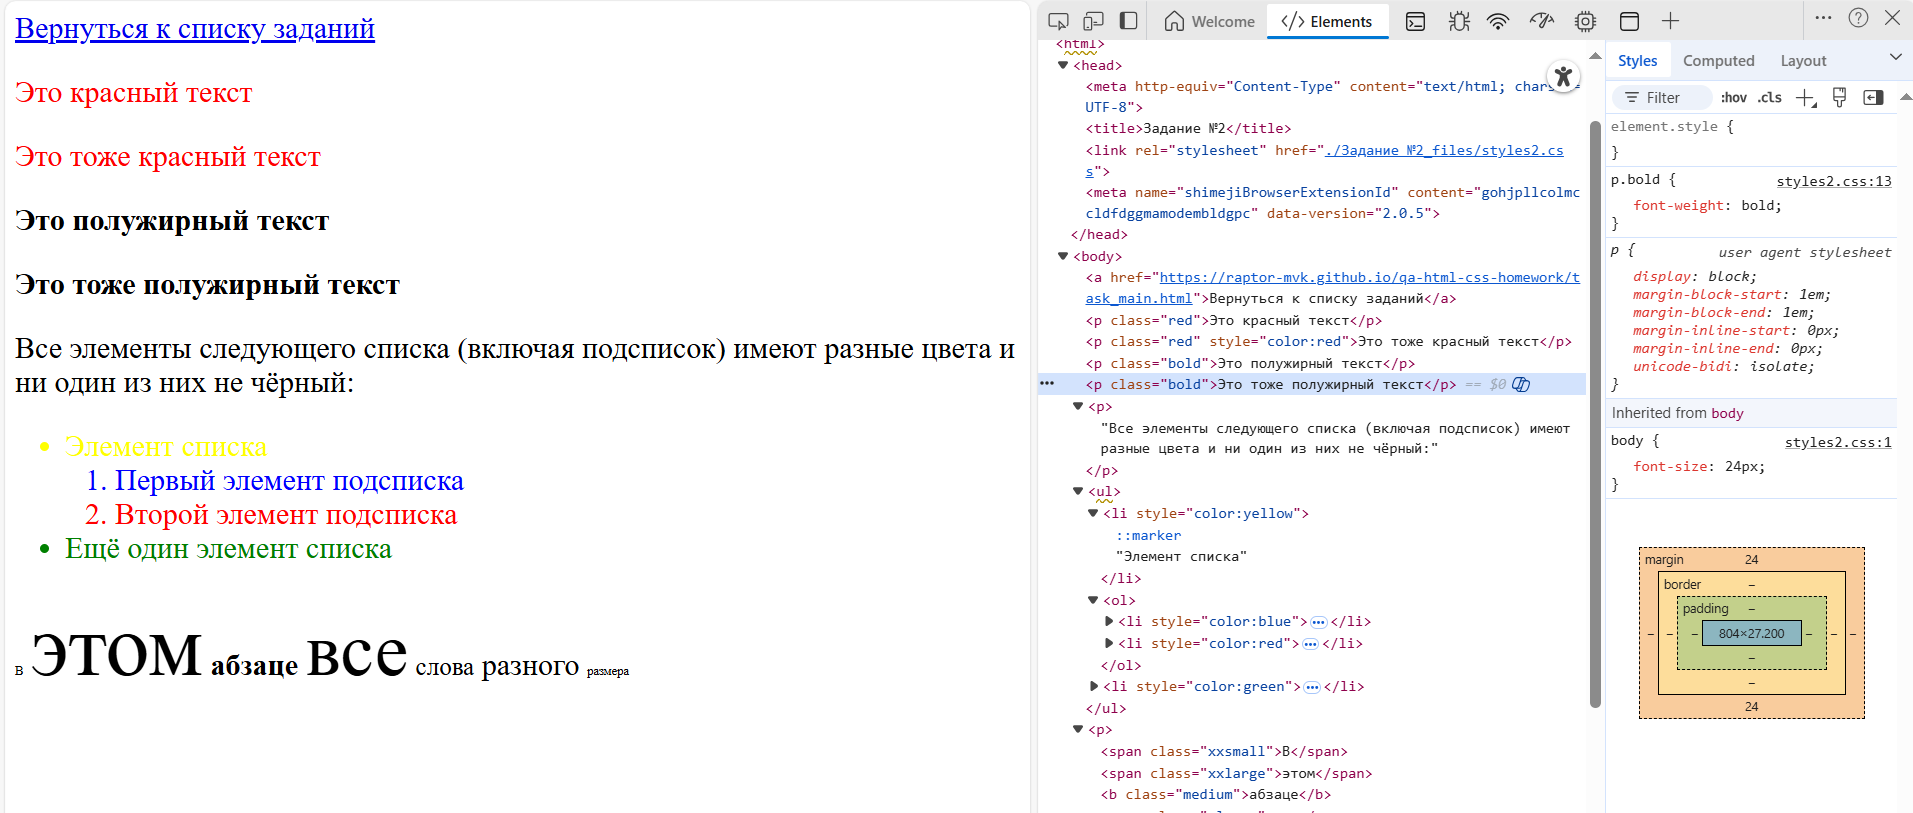 Вернуться к списку заданий
Это красный текст
Это тоже красный текст
Это полужирный текст
Это тоже полужирный текст
Все элементы следующего списка (включая подсписок) имеют разные цвета и
ни один из них не чёрный:
• Элемент списка
1. Первый элемент подсписка
2. Второй элемент подсписка
• Ещё один элемент списка
в этом абзаце все слова разного размера
Welcome
</> Elements
<html>
<head>
<meta http-equiv="Content-Type" content="text/html; chars=
UTF-8">
<title>Задание №2</title>
<link rel="stylesheet" href="./Задание №2_files/styles2.cs
s">
<meta name="shimejiBrowserExtensionId" content="gohjpllcolmc
cldfdggmamodembldgpc" data-version="2.0.5">
</head>
<body>
<a href="https://raptor-mvk.github.io/qa-html-css-homework/t
ask_main.html">Вернуться к списку заданий</a>
<p class="red">Это красный текст</p>
<p class="red" style="color:red">Это тоже красный текст</p>
<p class="bold">Это полужирный текст</p>
<p class="bold">Это тоже полужирный текст</p> == $0
<p>
"Все элементы следующего списка (включая подсписок) имеют
разные цвета и ни один из них не чёрный:"
</p>
<ul>
<li style="color:yellow">
::marker
"Элемент списка"
</li>
<ol>
<li style="color:blue">…</li>
<li style="color:red">…</li>
</ol>
<li style="color:green">…</li>
</ul>
<p>
<span class="xxsmall">В</span>
<span class="xxlarge">этом</span>
<b class="medium">абзаце</b>
Styles Computed Layout
Filter :hov .cls
element.style {
}
p.bold { styles2.css:13
font-weight: bold;
}
p { user agent stylesheet
display: block;
margin-block-start: 1em;
margin-block-end: 1em;
margin-inline-start: 0px;
margin-inline-end: 0px;
unicode-bidi: isolate;
}
Inherited from body
body { styles2.css:1
font-size: 24px;
}
margin 24
border –
padding –
– – – 804×27.200 – – –
–
–
24